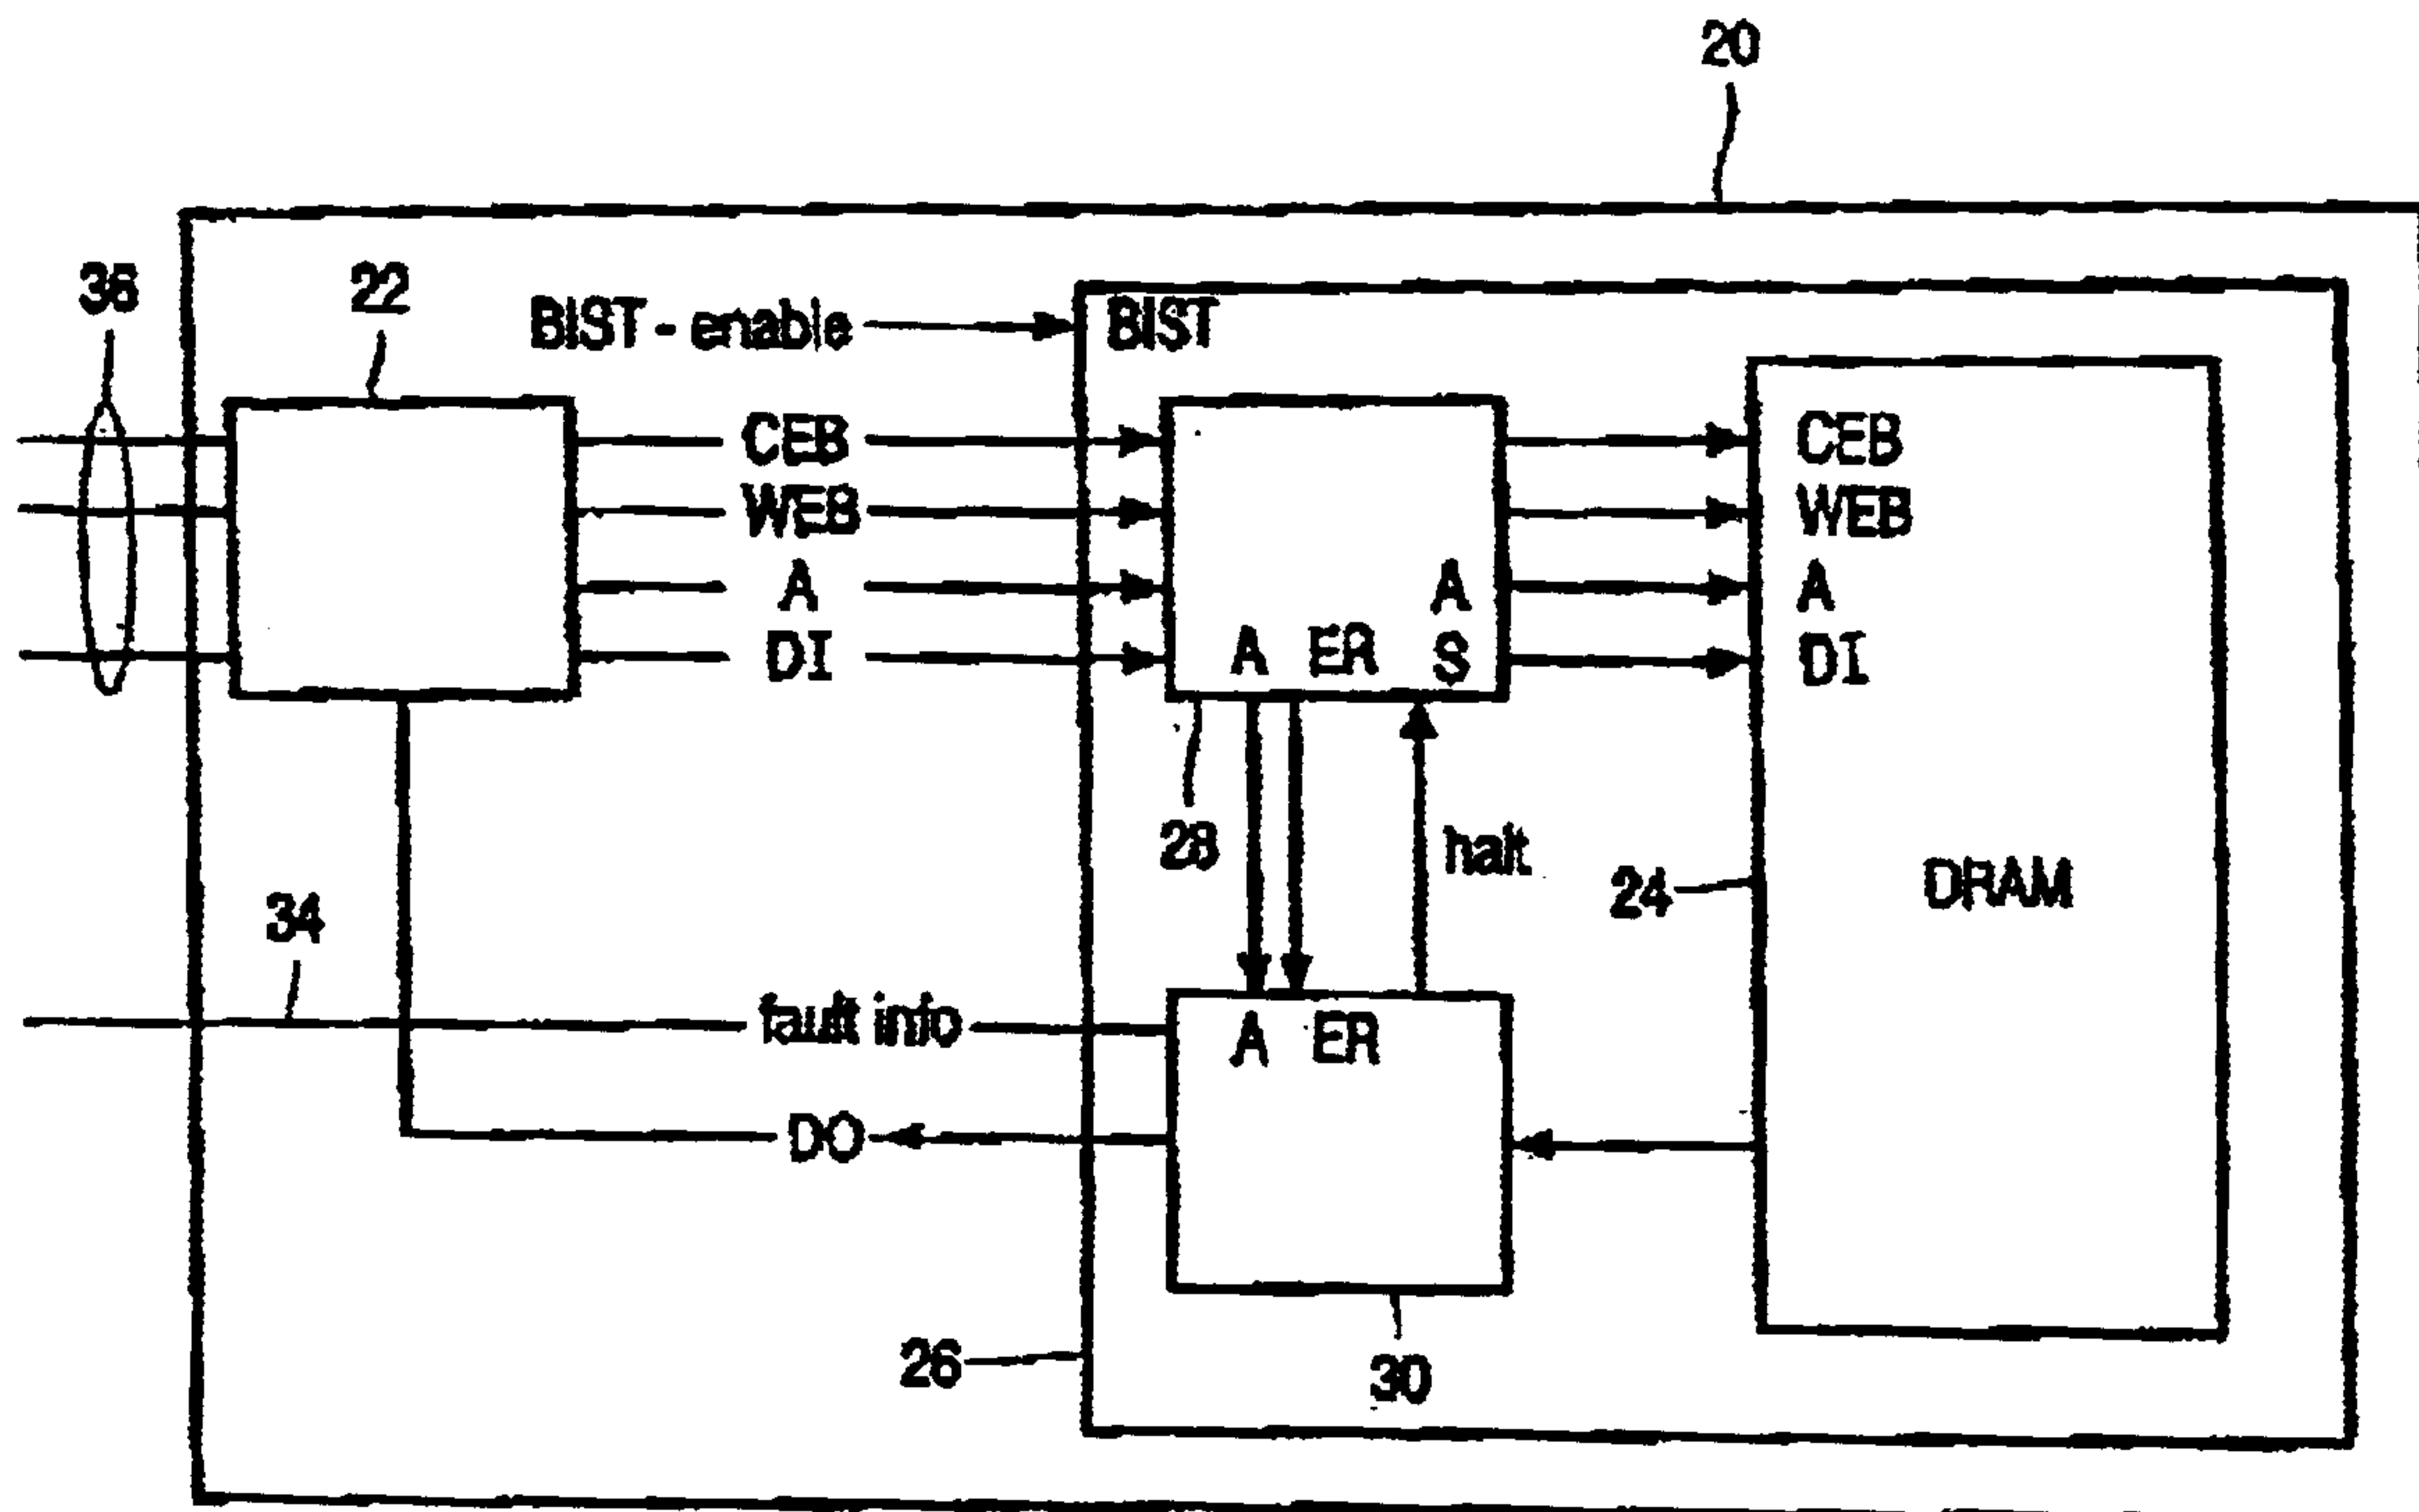 20
36 22
BIST-enable BIST
CEB CEB
WEB WEB
A A A
DI A ER S DI
28 halt
24 DRAM
34
fault info A ER
DO
26 30